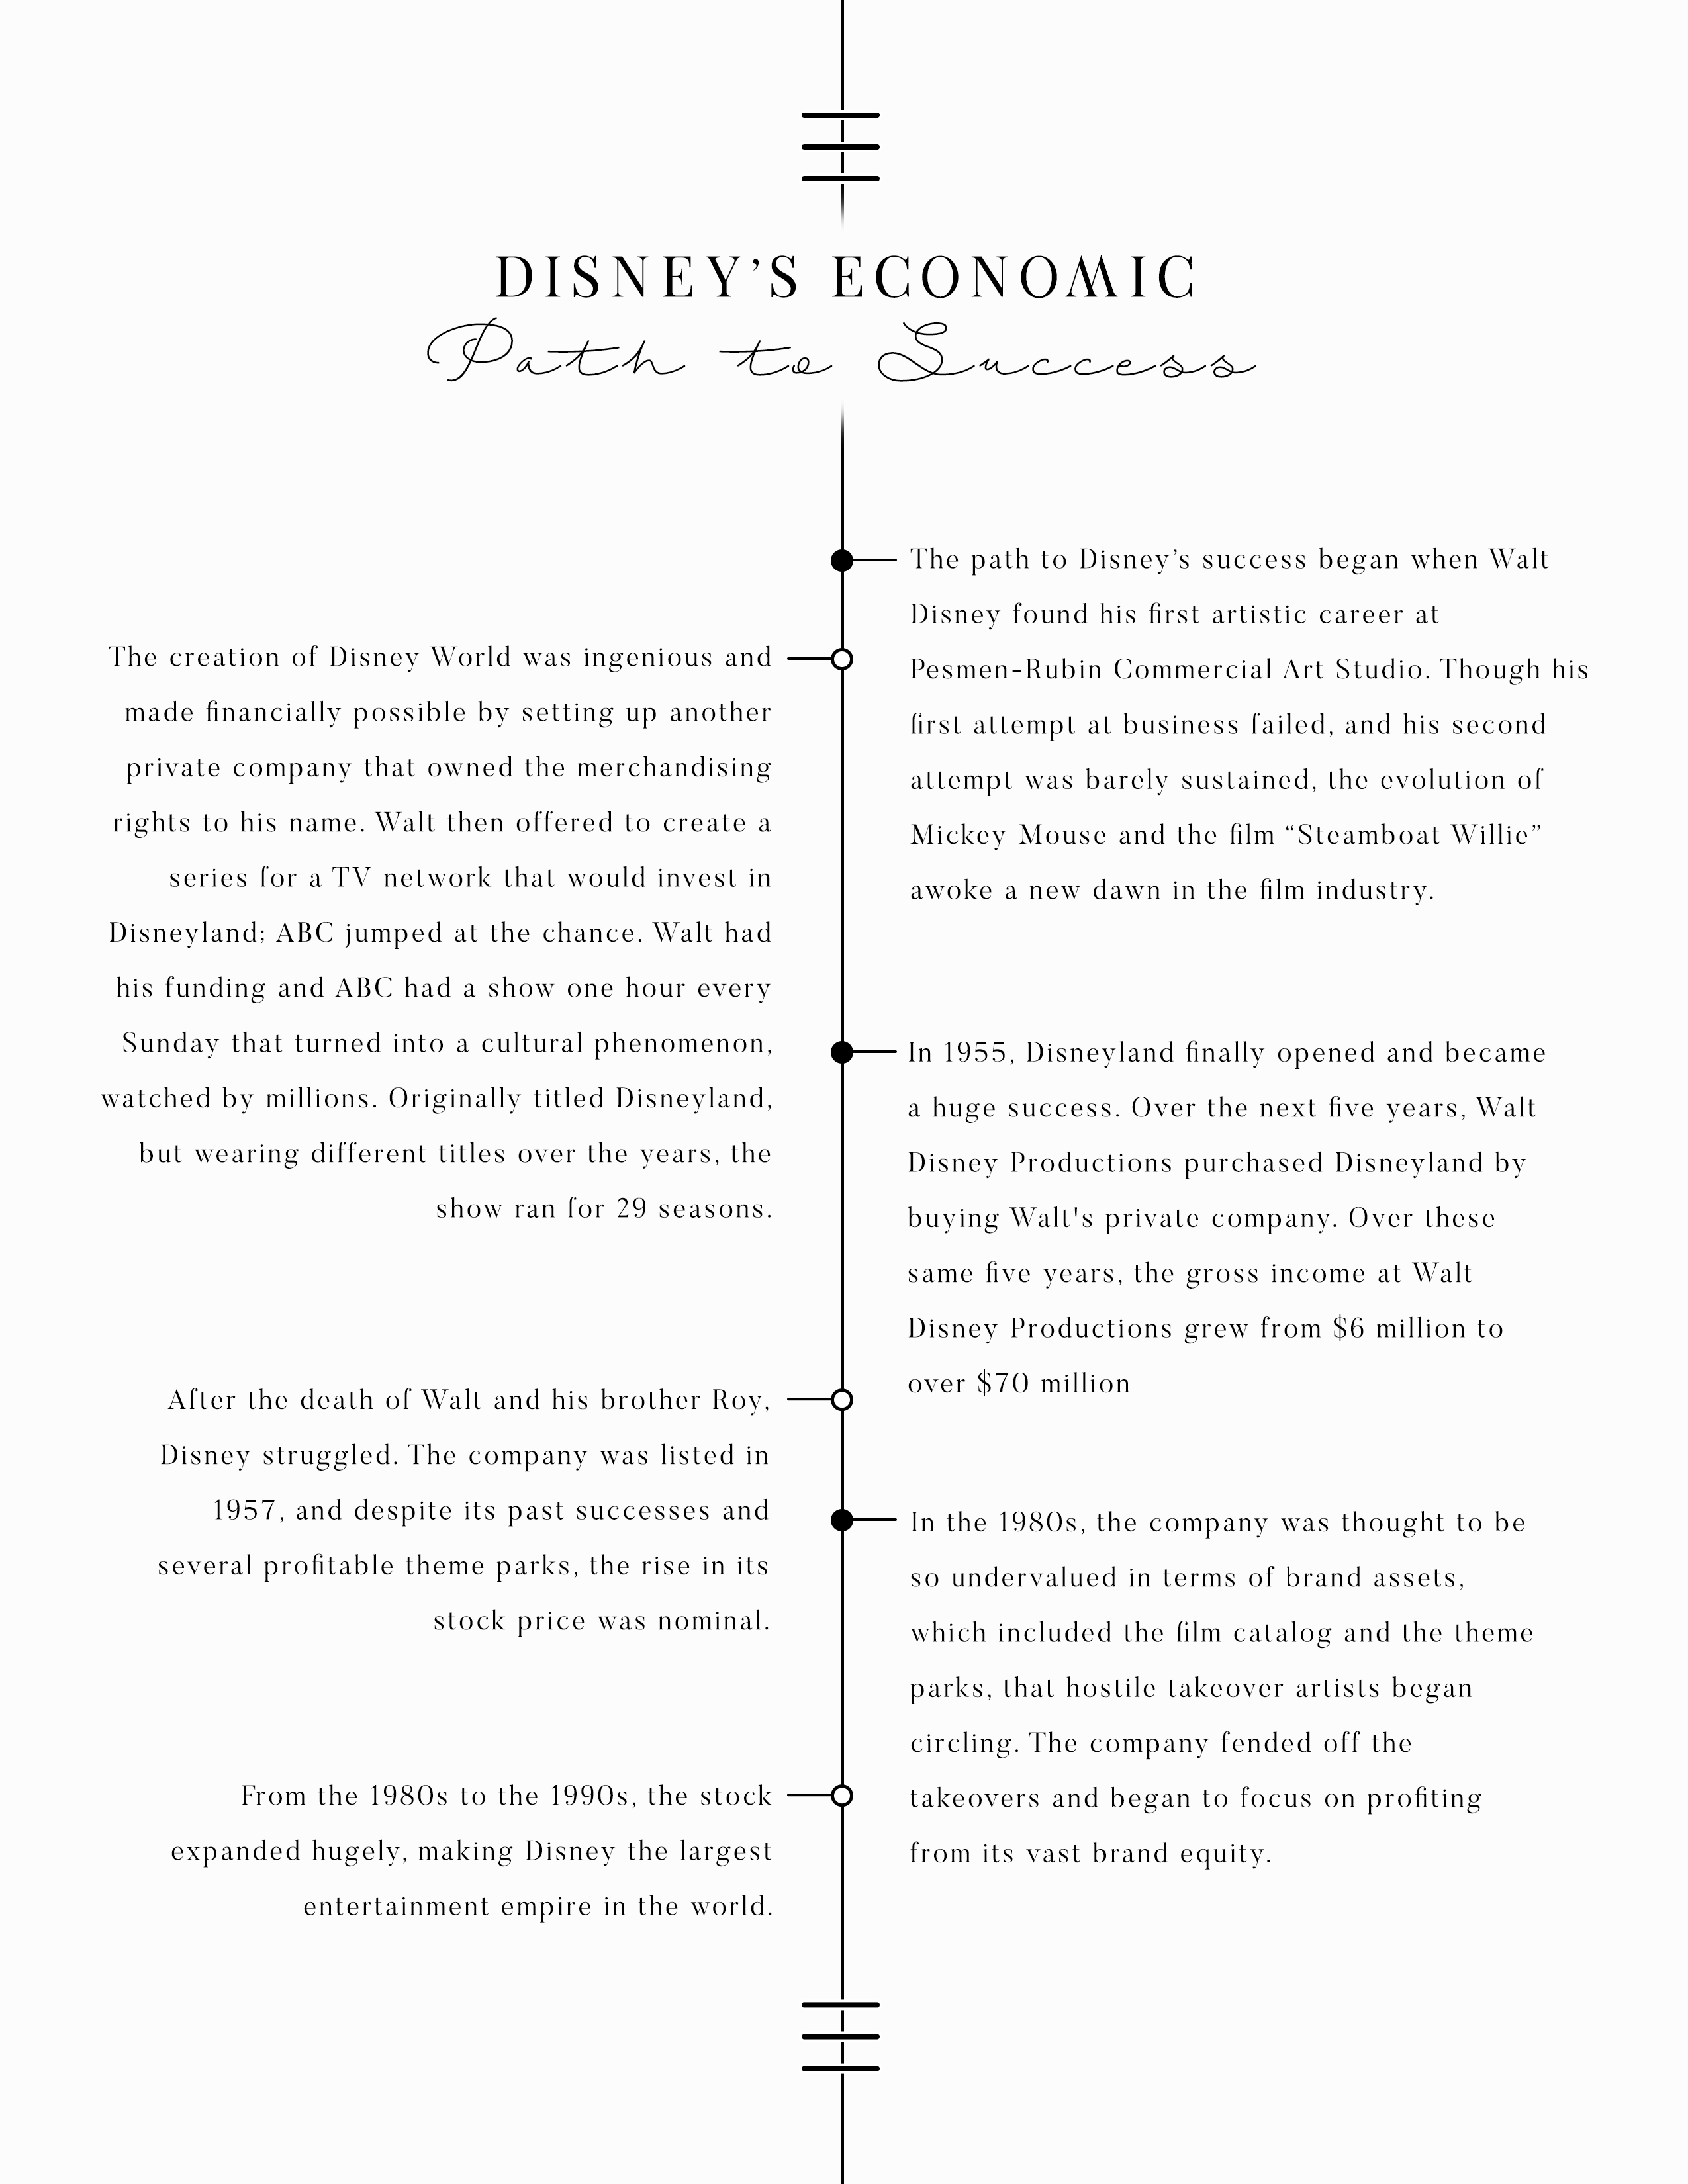 DISNEY’S ECONOMIC
Path to Success
The path to Disney’s success began when Walt
Disney found his first artistic career at
Pesmen-Rubin Commercial Art Studio. Though his
first attempt at business failed, and his second
attempt was barely sustained, the evolution of
Mickey Mouse and the film “Steamboat Willie”
awoke a new dawn in the film industry.
The creation of Disney World was ingenious and
made financially possible by setting up another
private company that owned the merchandising
rights to his name. Walt then offered to create a
series for a TV network that would invest in
Disneyland; ABC jumped at the chance. Walt had
his funding and ABC had a show one hour every
Sunday that turned into a cultural phenomenon,
watched by millions. Originally titled Disneyland,
but wearing different titles over the years, the
show ran for 29 seasons.
In 1955, Disneyland finally opened and became
a huge success. Over the next five years, Walt
Disney Productions purchased Disneyland by
buying Walt's private company. Over these
same five years, the gross income at Walt
Disney Productions grew from $6 million to
over $70 million
After the death of Walt and his brother Roy,
Disney struggled. The company was listed in
1957, and despite its past successes and
several profitable theme parks, the rise in its
stock price was nominal.
In the 1980s, the company was thought to be
so undervalued in terms of brand assets,
which included the film catalog and the theme
parks, that hostile takeover artists began
circling. The company fended off the
takeovers and began to focus on profiting
from its vast brand equity.
From the 1980s to the 1990s, the stock
expanded hugely, making Disney the largest
entertainment empire in the world.